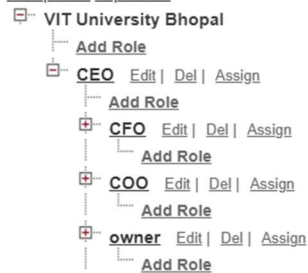 VIT University Bhopal
Add Role
CEO Edit | Del | Assign
Add Role
CFO Edit | Del | Assign
Add Role
COO Edit | Del | Assign
Add Role
owner Edit | Del | Assign
Add Role